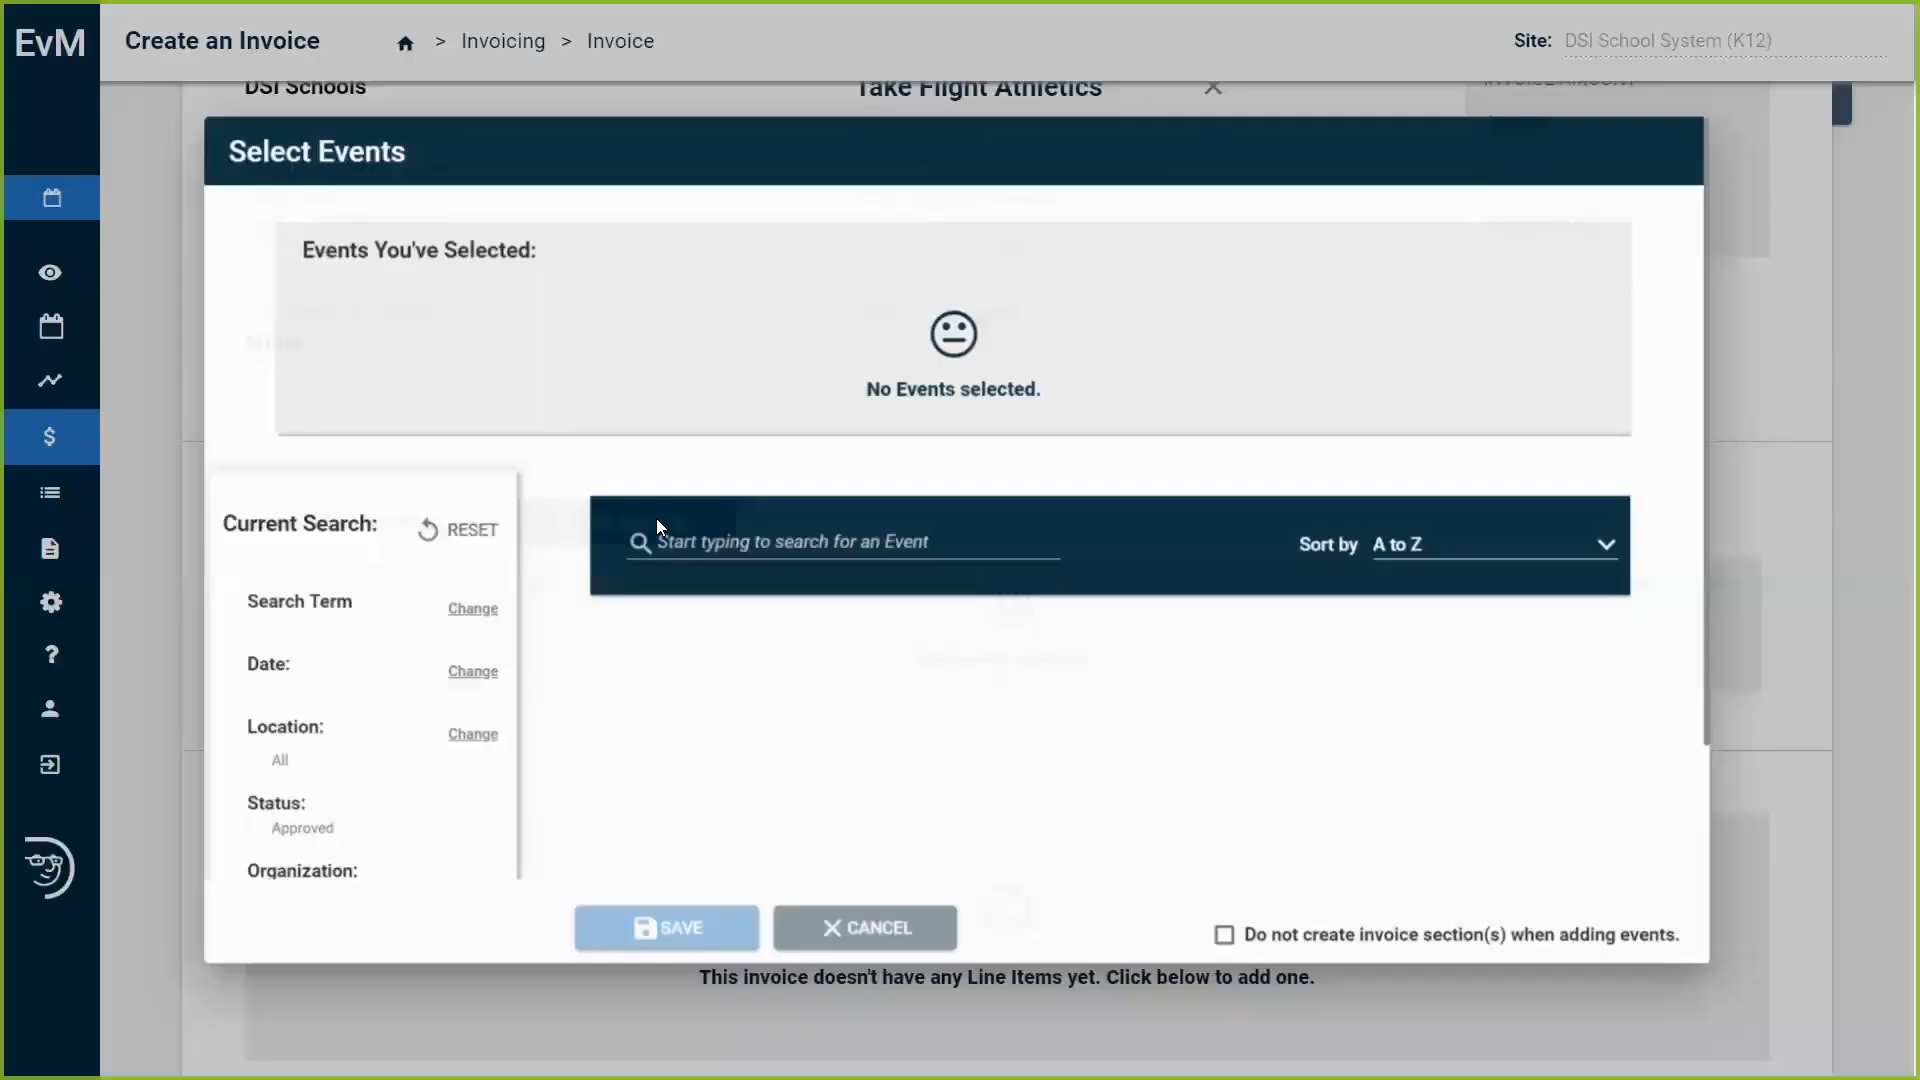 EvM
Create an Invoice
> Invoicing > Invoice
Site: DSI School System (K12)
DSI Schools
Take Flight Athletics
Select Events
Events You've Selected:
No Events selected.
Current Search:
RESET
Start typing to search for an Event
Sort by A to Z
Search Term
Change
Date:
Change
Location:
Change
All
Status:
Approved
Organization:
SAVE
CANCEL
Do not create invoice section(s) when adding events.
This invoice doesn't have any Line Items yet. Click below to add one.